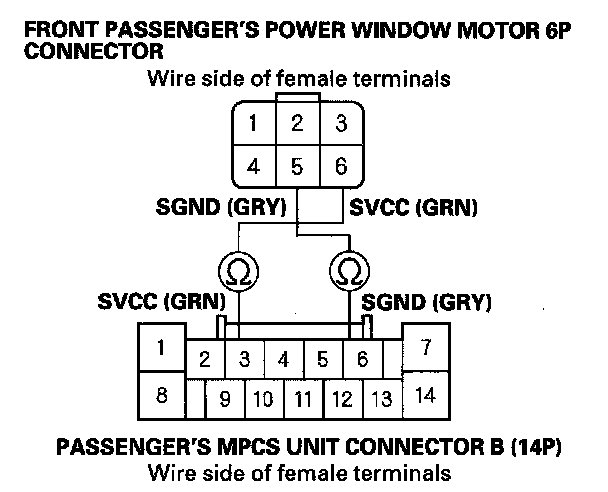 FRONT PASSENGER'S POWER WINDOW MOTOR 6P
CONNECTOR
Wire side of female terminals
1 2 3
4 5 6
SGND (GRY) SVCC (GRN)
Ω Ω
SVCC (GRN) SGND (GRY)
1 2 3 4 5 6 7
8 9 10 11 12 13 14
PASSENGER'S MPCS UNIT CONNECTOR B (14P)
Wire side of female terminals